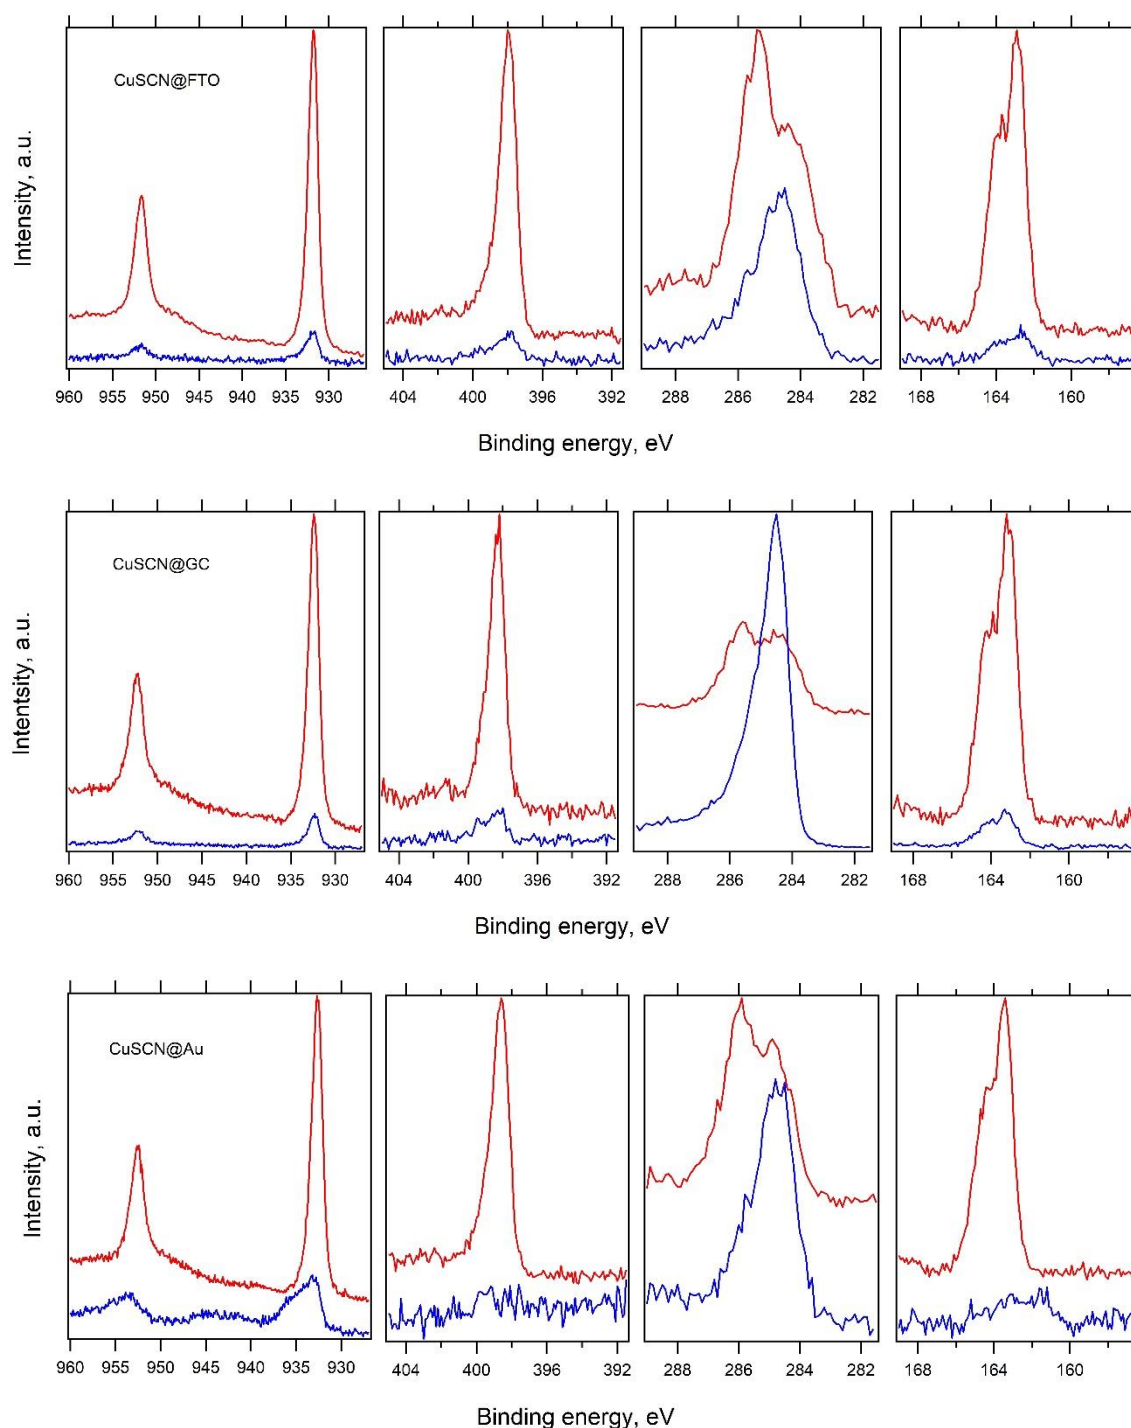 CuSCN@FTO
Intensity, a.u.
960 955 950 945 940 935 930 404 400 396 392 288 286 284 282 168 164 160
Binding energy, eV
CuSCN@GC
Intentsity, a.u.
960 955 950 945 940 935 930 404 400 396 392 288 286 284 282 168 164 160
Binding energy, eV
CuSCN@Au
Intensity, a.u.
960 955 950 945 940 935 930 404 400 396 392 288 286 284 282 168 164 160
Binding energy, eV